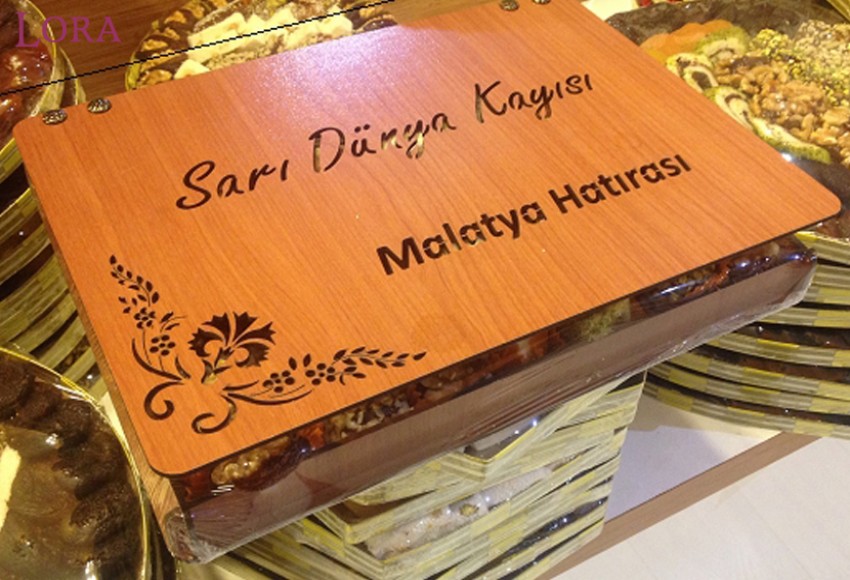 LORA
Sarı Dünya Kayısı
Malatya Hatırası